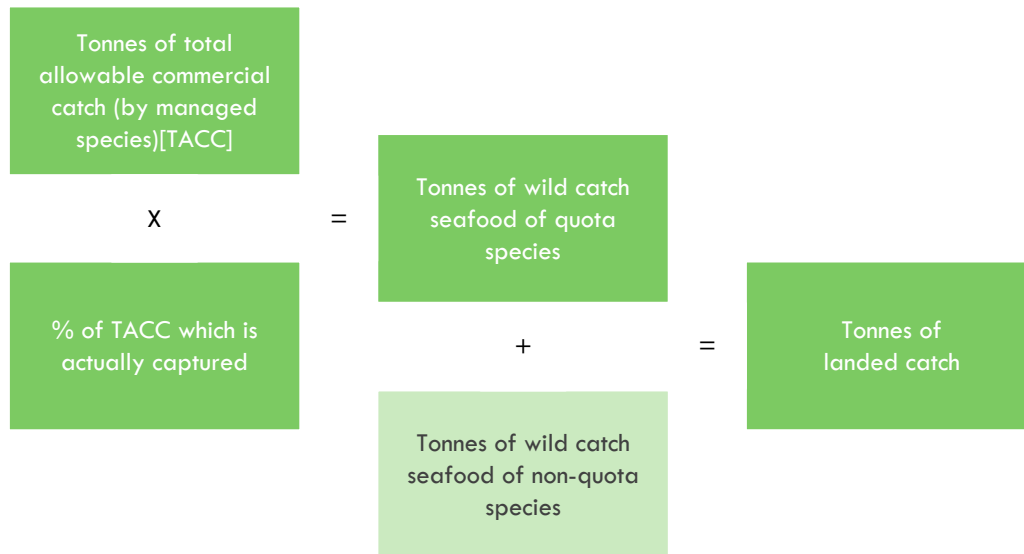 Tonnes of total
allowable commercial
catch (by managed
species)[TACC]
X
% of TACC which is
actually captured
=
Tonnes of wild catch
seafood of quota
species
+
Tonnes of wild catch
seafood of non-quota
species
=
Tonnes of
landed catch